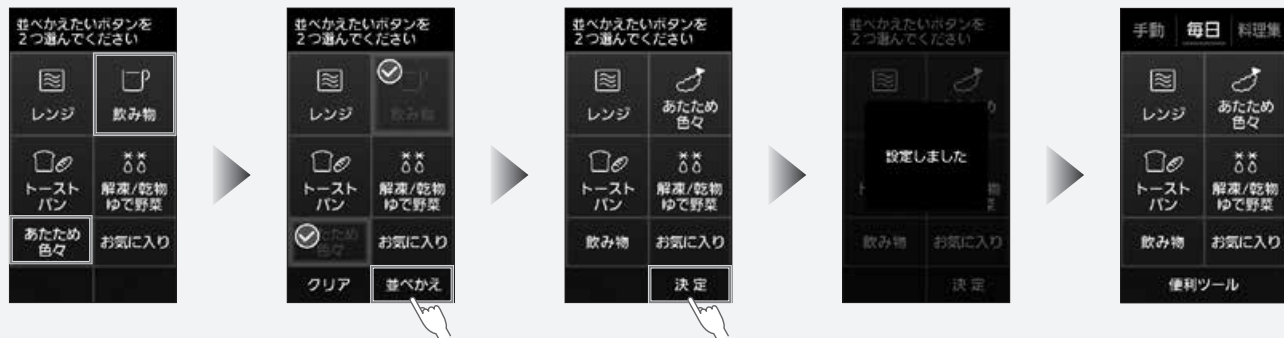 並べかえたいボタンを
2つ選んでください
レンジ
飲み物
トースト
パン
解凍/乾物
ゆで野菜
あたため
色々
お気に入り
並べかえたいボタンを
2つ選んでください
レンジ
飲み物
トースト
パン
解凍/乾物
ゆで野菜
あたため
色々
お気に入り
クリア
並べかえ
並べかえたいボタンを
2つ選んでください
レンジ
あたため
色々
トースト
パン
解凍/乾物
ゆで野菜
飲み物
お気に入り
決定
並べかえたいボタンを
2つ選んでください
レンジ
設定しました
飲み物
お気に入り
決定
手動
毎日
料理集
レンジ
あたため
色々
トースト
パン
解凍/乾物
ゆで野菜
飲み物
お気に入り
便利ツール